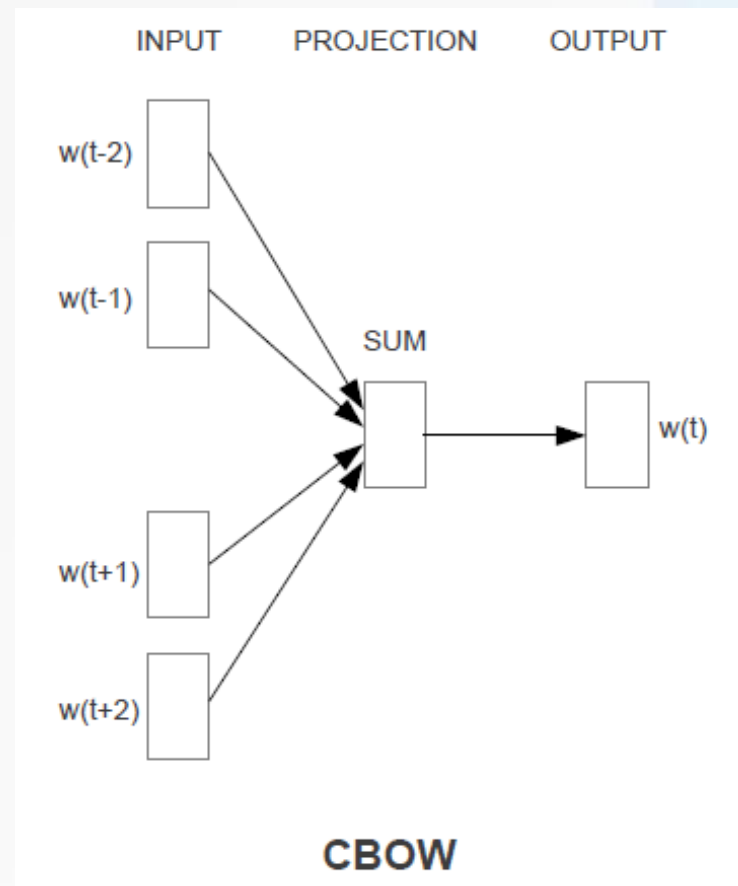 INPUT PROJECTION OUTPUT
w(t-2)
w(t-1)
SUM
w(t)
w(t+1)
w(t+2)
CBOW